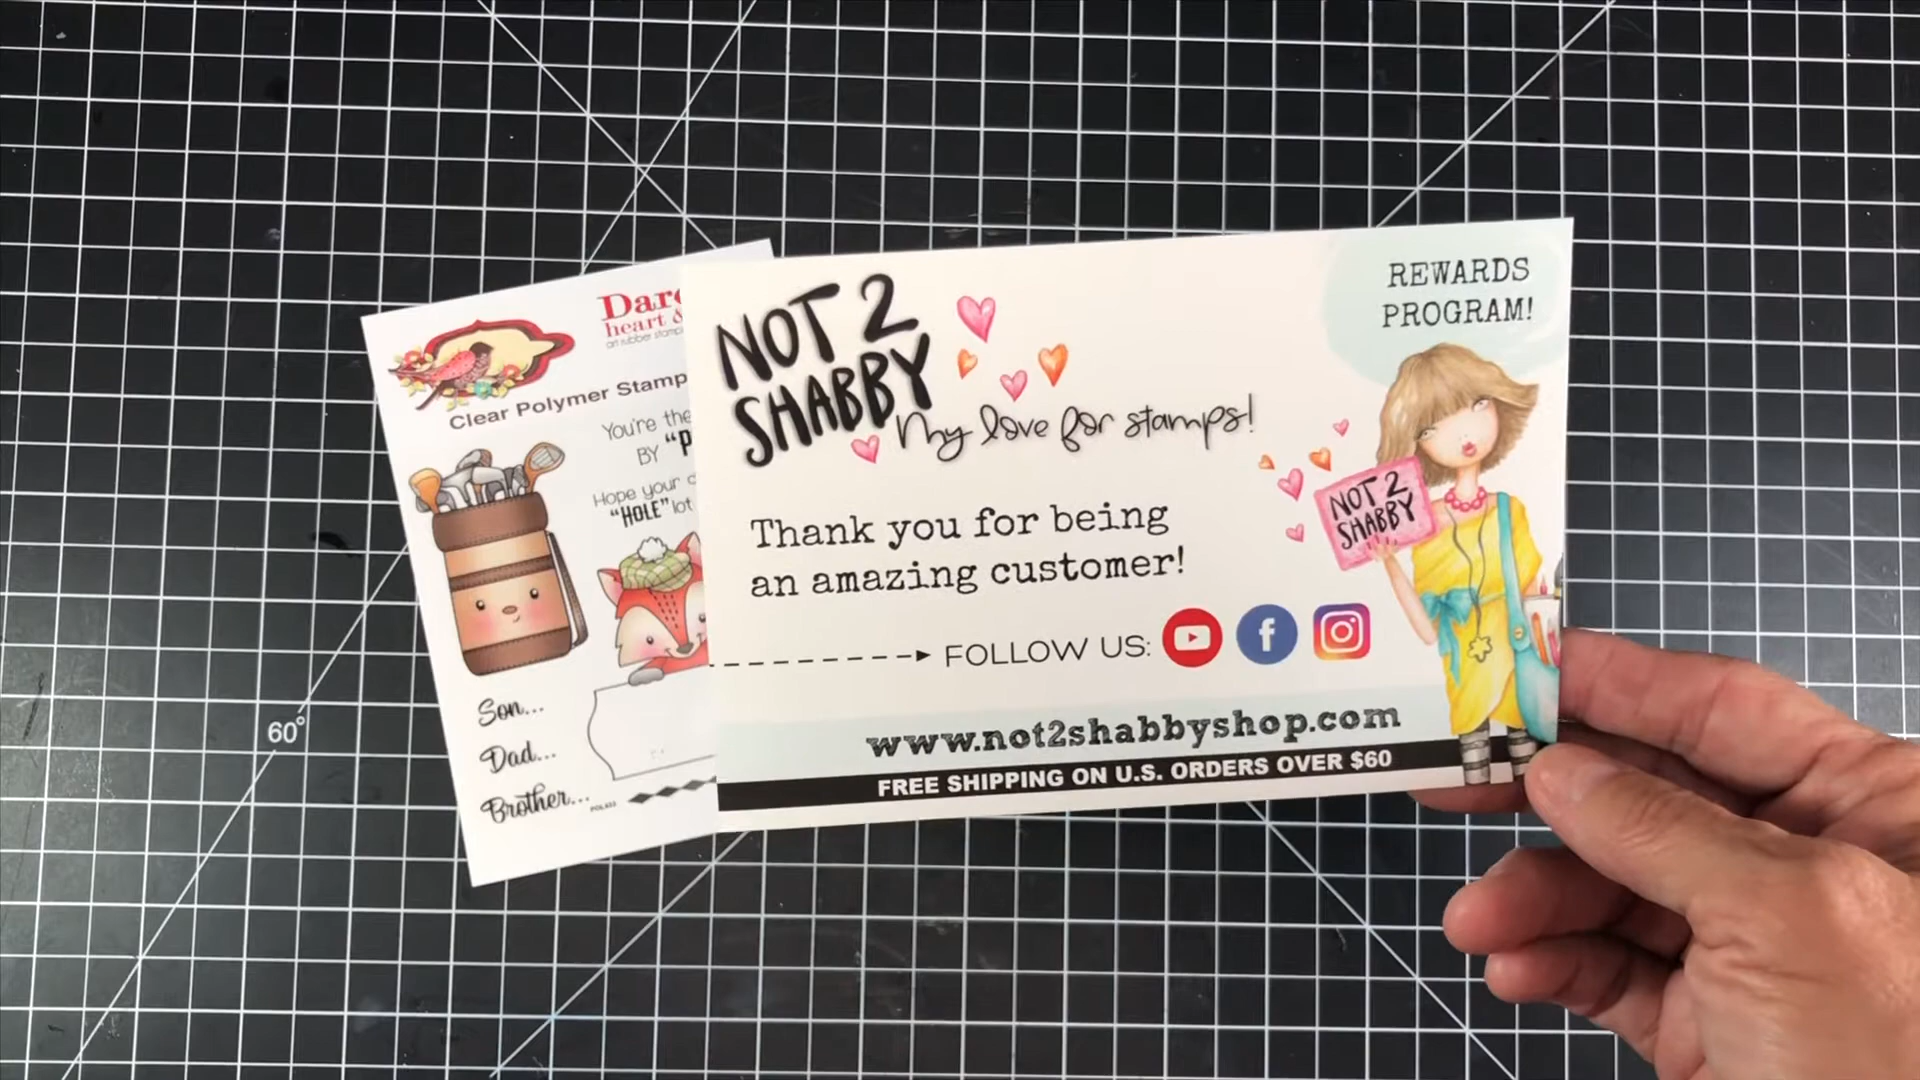 heart &
Clear Polymer Stamp
You're the
BY
Hope your
"HOLE" lot
Son...
Dad...
Brother...
60°
NOT 2
SHABBY
My love for stamps!
REWARDS
PROGRAM!
NOT 2
SHABBY
Thank you for being
an amazing customer!
FOLLOW US:
f
www.not2shabbyshop.com
FREE SHIPPING ON U.S. ORDERS OVER $60